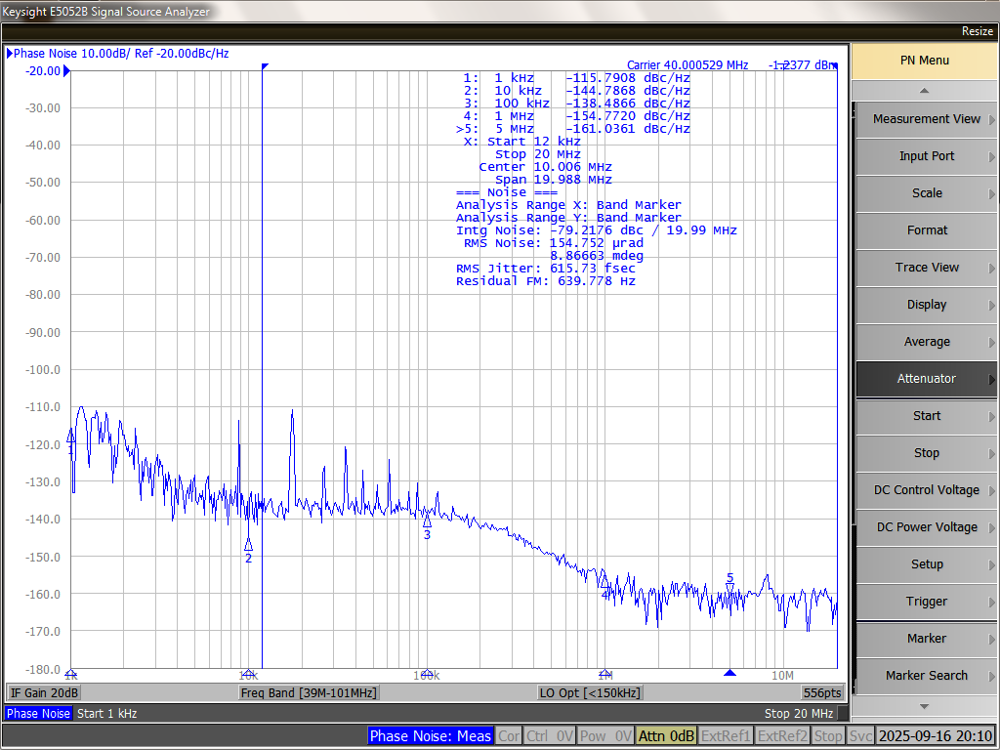 Keysight E5052B Signal Source Analyzer
Resize
Phase Noise 10.00dB/ Ref -20.00dBc/Hz
Carrier 40.000529 MHz -1.2377 dBm
-20.00
-30.00
-40.00
-50.00
-60.00
-70.00
-80.00
-90.00
-100.0
-110.0
-120.0
-130.0
-140.0
-150.0
-160.0
-170.0
-180.0
1: 1 kHz -115.7908 dBc/Hz
2: 10 kHz -144.7868 dBc/Hz
3: 100 kHz -138.4866 dBc/Hz
4: 1 MHz -154.7720 dBc/Hz
>5: 5 MHz -161.0361 dBc/Hz
X: Start 12 kHz
Stop 20 MHz
Center 10.006 MHz
Span 19.988 MHz
=== Noise ===
Analysis Range X: Band Marker
Analysis Range Y: Band Marker
Intg Noise: -79.2176 dBc / 19.99 MHz
RMS Noise: 154.752 µrad
8.86663 mdeg
RMS Jitter: 615.73 fsec
Residual FM: 639.778 Hz
1
2
3
4
5
1k 10k 100k 1M 10M
IF Gain 20dB Freq Band [39M-101MHz] LO Opt [<150kHz] 556pts
Phase Noise Start 1 kHz Stop 20 MHz
Phase Noise: Meas Cor Ctrl 0V Pow 0V Attn 0dB ExtRef1 ExtRef2 Stop Svc 2025-09-16 20:10
PN Menu
Measurement View
Input Port
Scale
Format
Trace View
Display
Average
Attenuator
Start
Stop
DC Control Voltage
DC Power Voltage
Setup
Trigger
Marker
Marker Search